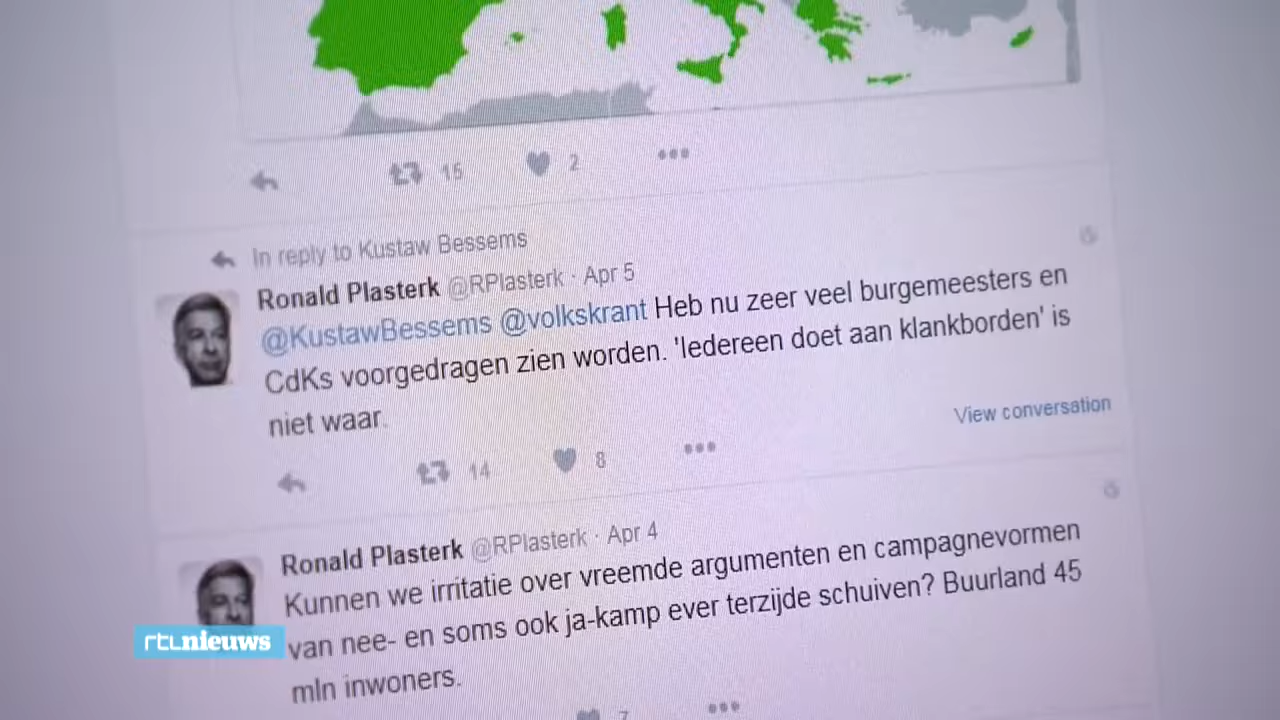 15 2
In reply to Kustaw Bessems
Ronald Plasterk @RPlasterk · Apr 5
@KustawBessems @volkskrant Heb nu zeer veel burgemeesters en
CdKs voorgedragen zien worden. 'Iedereen doet aan klankborden' is
niet waar.
View conversation
14 8
Ronald Plasterk @RPlasterk · Apr 4
Kunnen we irritatie over vreemde argumenten en campagnevormen
van nee- en soms ook ja-kamp ever terzijde schuiven? Buurland 45
mln inwoners.
rtlnieuws
7